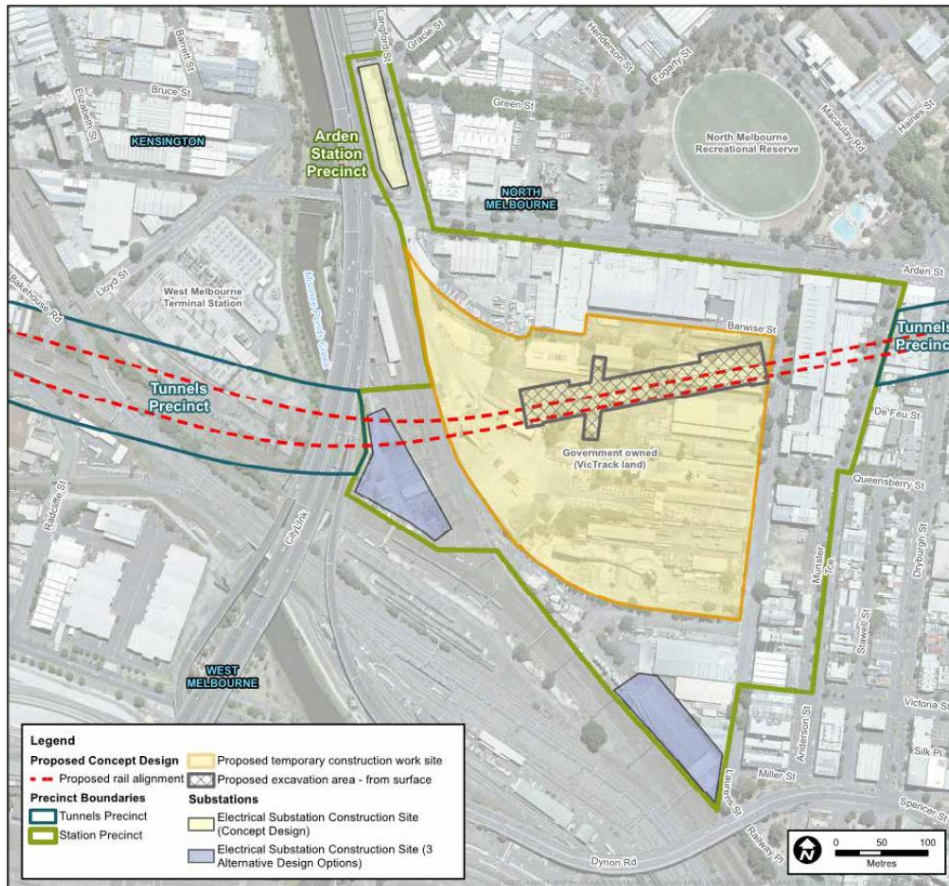 Langford St
Gracie St
Henderson St
Fogarty St
Barrett St
Bruce St
Elizabeth St
Green St
Macaulay Rd
Haines St
KENSINGTON
Arden
Station
Precinct
North Melbourne
Recreational Reserve
NORTH
MELBOURNE
Arden St
Lloyd St
Bakehouse Rd
West Melbourne
Terminal Station
Moonee Ponds Creek
Barwise St
Tunnels
Precinct
Tunnels
Precinct
De Feu St
Government owned
(VicTrack land)
Queensberry St
Radcliffe St
CityLink
Munster
Tce
Stawell St
Dryburgh St
WEST
MELBOURNE
Victoria St
Anderson St
Silk Pl
Miller St
Laurens St
Spencer St
Railway Pl
Dynon Rd
Legend
Proposed Concept Design
Proposed rail alignment
Precinct Boundaries
Tunnels Precinct
Station Precinct
Proposed temporary construction work site
Proposed excavation area - from surface
Substations
Electrical Substation Construction Site
(Concept Design)
Electrical Substation Construction Site (3
Alternative Design Options)
N
0 50 100
Metres